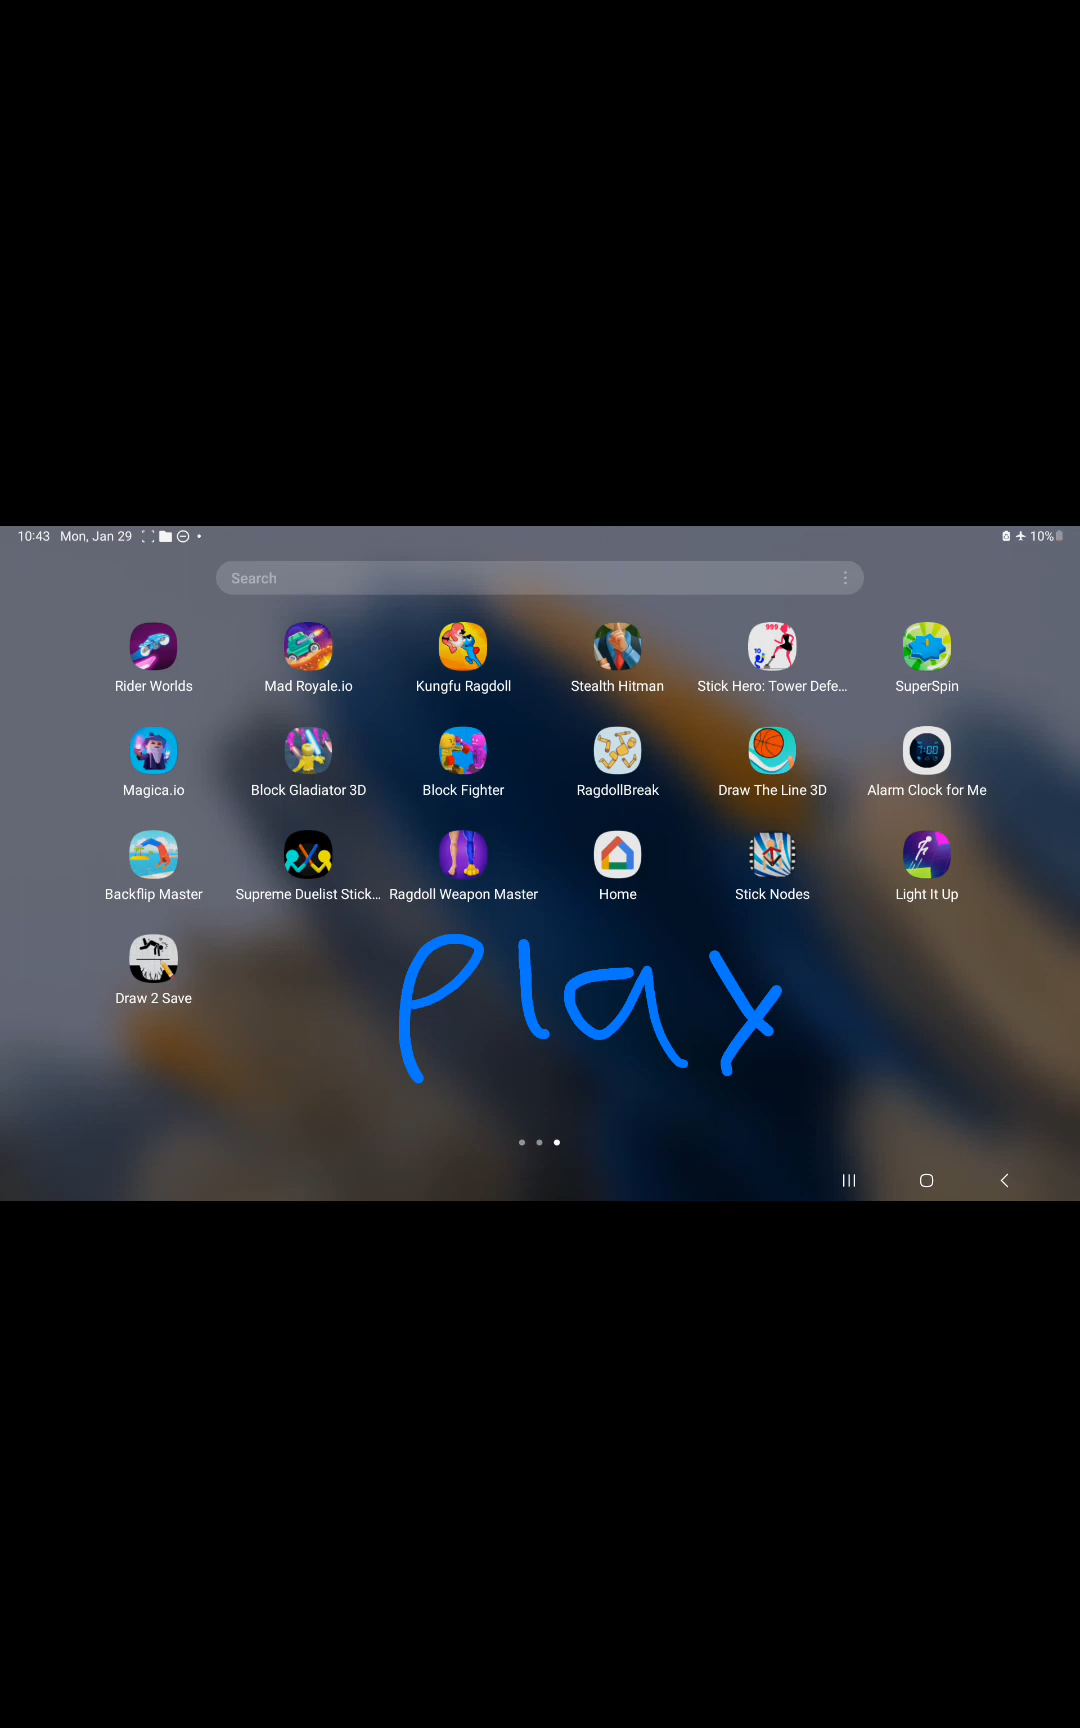 10:43 Mon, Jan 29 10%
Search
Rider Worlds Mad Royale.io Kungfu Ragdoll Stealth Hitman Stick Hero: Tower Defe... SuperSpin
Magica.io Block Gladiator 3D Block Fighter RagdollBreak Draw The Line 3D Alarm Clock for Me
Backflip Master Supreme Duelist Stick... Ragdoll Weapon Master Home Stick Nodes Light It Up
Draw 2 Save
Play